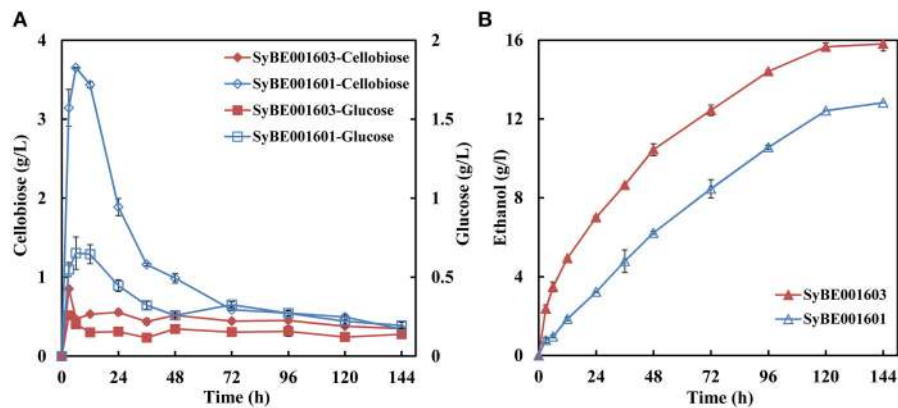 A
4
3
2
1
0
Cellobiose (g/L)
SyBE001603-Cellobiose
SyBE001601-Cellobiose
SyBE001603-Glucose
SyBE001601-Glucose
2
1.5
1
0.5
0
Glucose (g/L)
0 24 48 72 96 120 144
Time (h)
B
16
12
8
4
0
Ethanol (g/l)
SyBE001603
SyBE001601
0 24 48 72 96 120 144
Time (h)